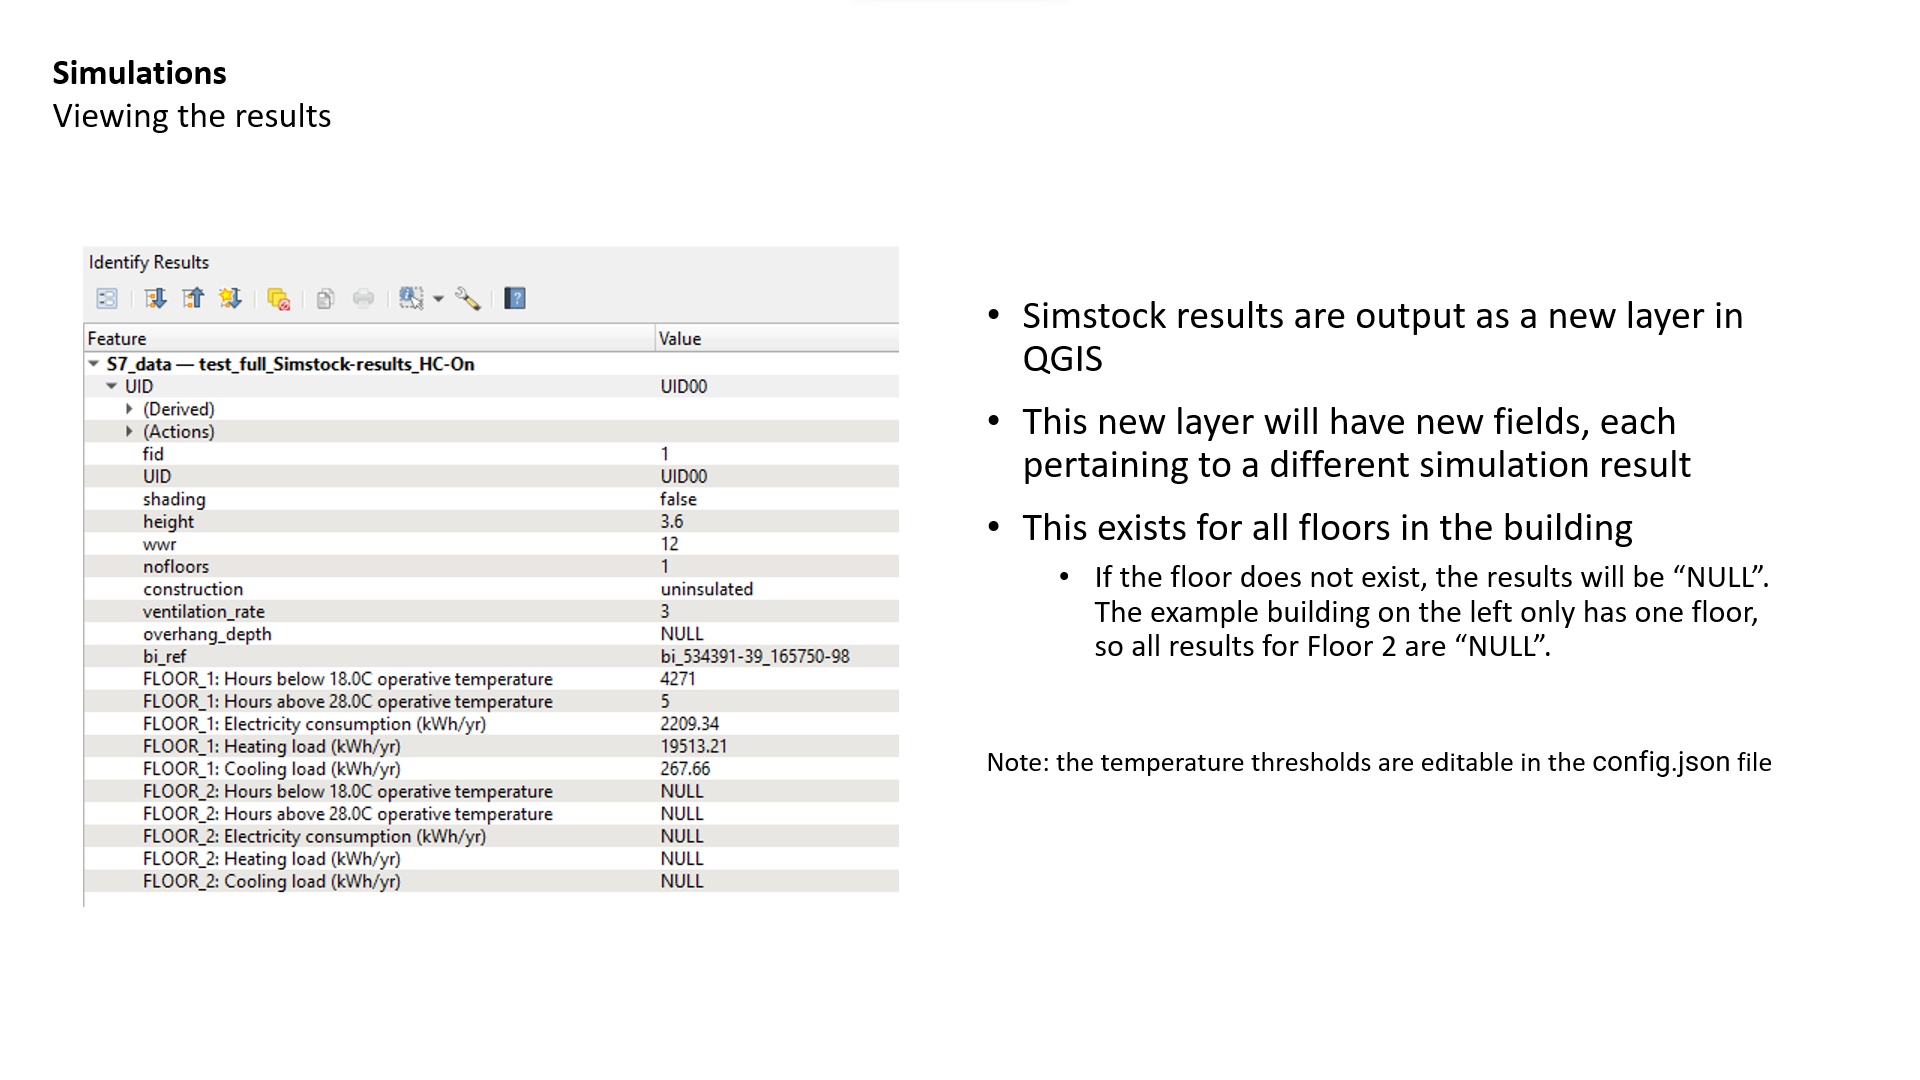 Simulations
Viewing the results
Identify Results
Feature Value
S7_data — test_full_Simstock-results_HC-On
UID UID00
(Derived)
(Actions)
fid 1
UID UID00
shading false
height 3.6
wwr 12
nofloors 1
construction uninsulated
ventilation_rate 3
overhang_depth NULL
bi_ref bi_534391-39_165750-98
FLOOR_1: Hours below 18.0C operative temperature 4271
FLOOR_1: Hours above 28.0C operative temperature 5
FLOOR_1: Electricity consumption (kWh/yr) 2209.34
FLOOR_1: Heating load (kWh/yr) 19513.21
FLOOR_1: Cooling load (kWh/yr) 267.66
FLOOR_2: Hours below 18.0C operative temperature NULL
FLOOR_2: Hours above 28.0C operative temperature NULL
FLOOR_2: Electricity consumption (kWh/yr) NULL
FLOOR_2: Heating load (kWh/yr) NULL
FLOOR_2: Cooling load (kWh/yr) NULL
• Simstock results are output as a new layer in
QGIS
• This new layer will have new fields, each
pertaining to a different simulation result
• This exists for all floors in the building
• If the floor does not exist, the results will be “NULL”.
The example building on the left only has one floor,
so all results for Floor 2 are “NULL”.
Note: the temperature thresholds are editable in the config.json file